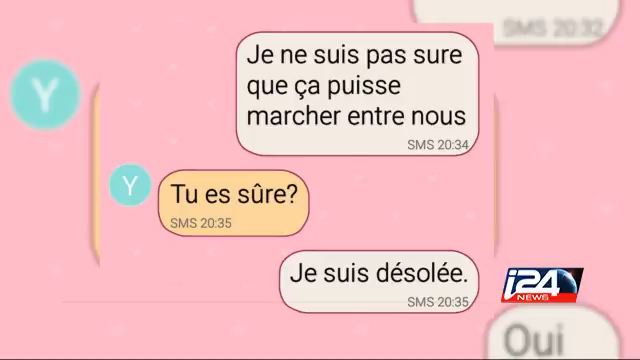 SMS 20:32
Y
Je ne suis pas sure
que ça puisse
marcher entre nous
SMS 20:34
Y
Tu es sûre?
SMS 20:35
Je suis désolée.
SMS 20:35
i24
NEWS
Oui